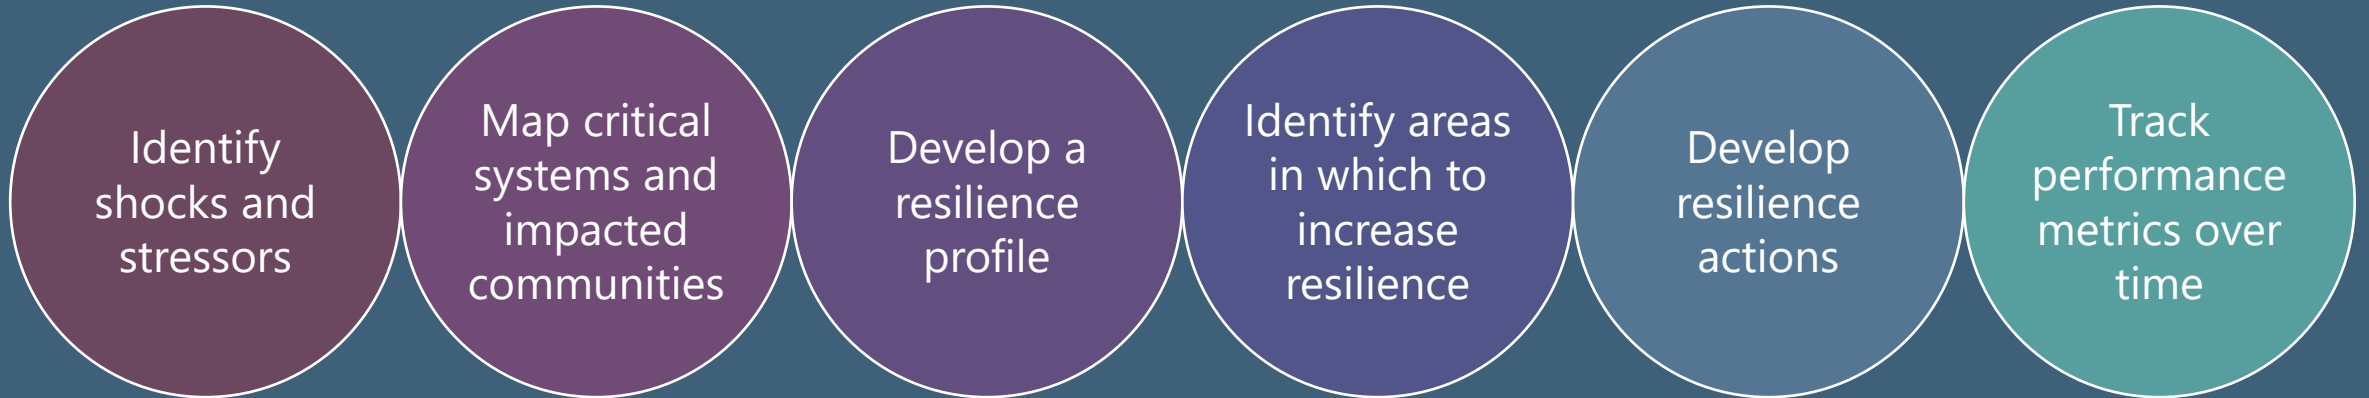 Identify
shocks and
stressors
Map critical
systems and
impacted
communities
Develop a
resilience
profile
Identify areas
in which to
increase
resilience
Develop
resilience
actions
Track
performance
metrics over
time